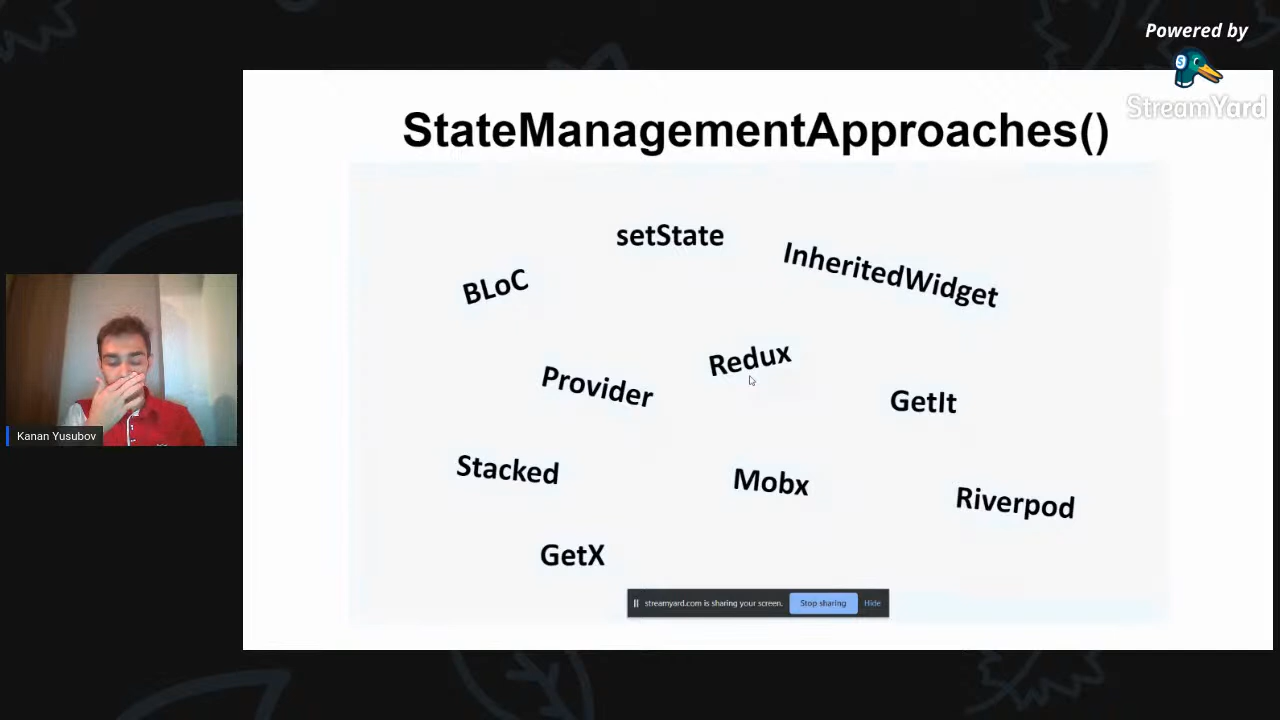 Powered by
StreamYard
StateManagementApproaches()
setState
InheritedWidget
BLoC
Redux
Provider
GetIt
Stacked
Mobx
Riverpod
GetX
streamyard.com is sharing your screen. Stop sharing Hide
Kanan Yusubov